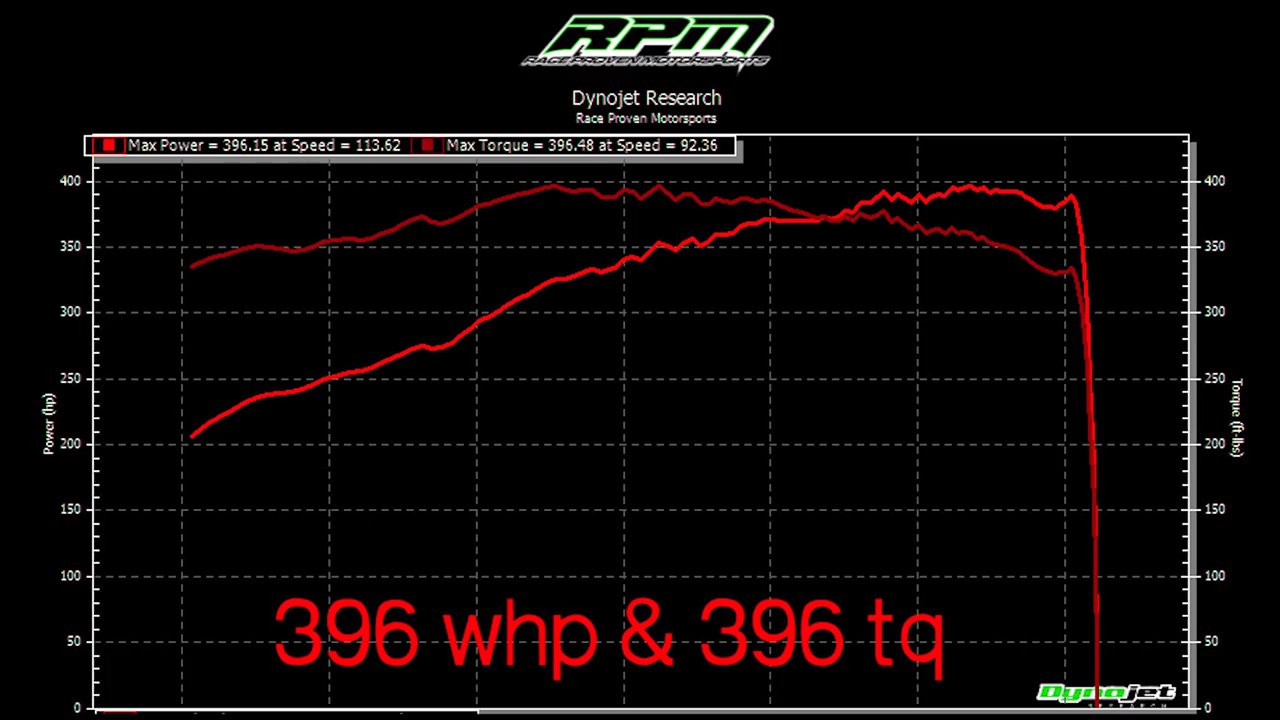 RPM
RACE PROVEN MOTORSPORTS
Dynojet Research
Race Proven Motorsports
Max Power = 396.15 at Speed = 113.62 Max Torque = 396.48 at Speed = 92.36
400 400
350 350
300 300
250 250
Power (hp) Torque (ft-lbs)
200 200
150 150
100 100
396 whp & 396 tq
50 50
Dynojet
RESEARCH
0 0